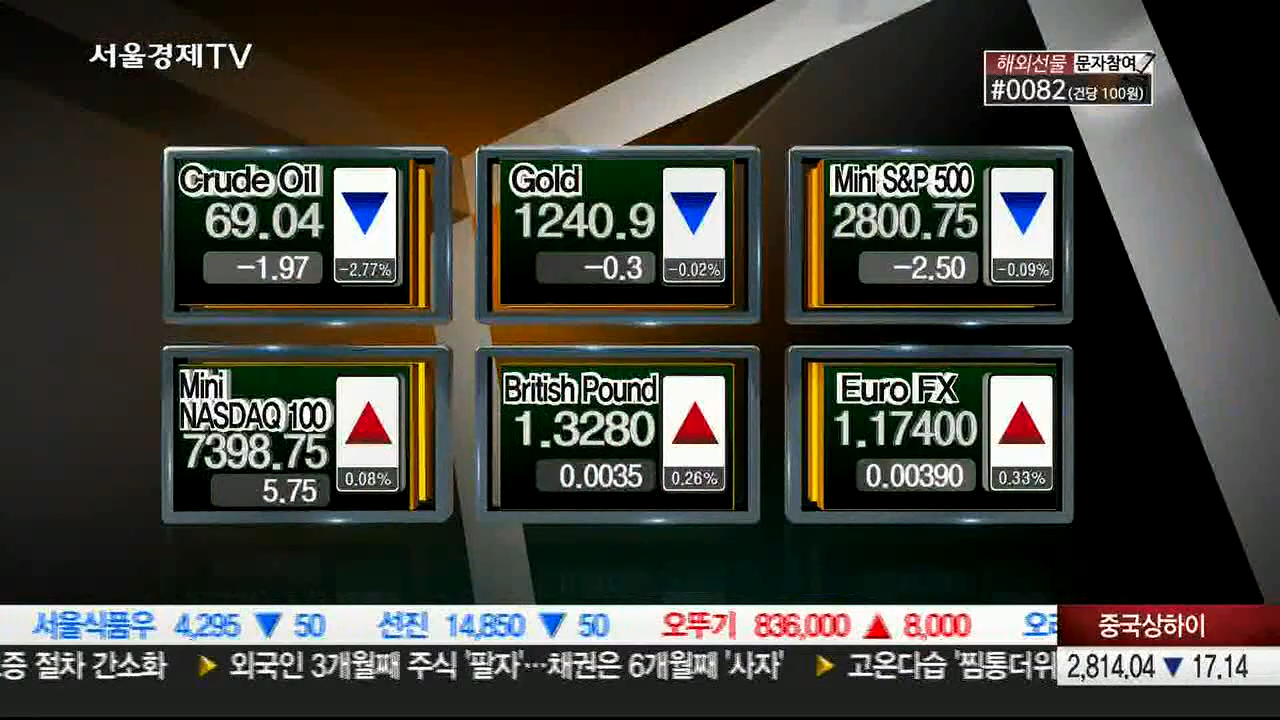 서울경제TV
해외선물 문자참여
#0082(건당 100원)
Crude Oil
69.04
-1.97
-2.77%
Gold
1240.9
-0.3
-0.02%
Mini S&P 500
2800.75
-2.50
-0.09%
Mini
NASDAQ 100
7398.75
5.75
0.08%
British Pound
1.3280
0.0035
0.26%
Euro FX
1.17400
0.00390
0.33%
서울식품우 4,295 ▼ 50 선진 14,850 ▼ 50 오뚜기 836,000 ▲ 8,000 오리
중국상하이
증 절차 간소화 ▶ 외국인 3개월째 주식 '팔자'…채권은 6개월째 '사자' ▶ 고온다습 '찜통더위
2,814.04 ▼ 17.14